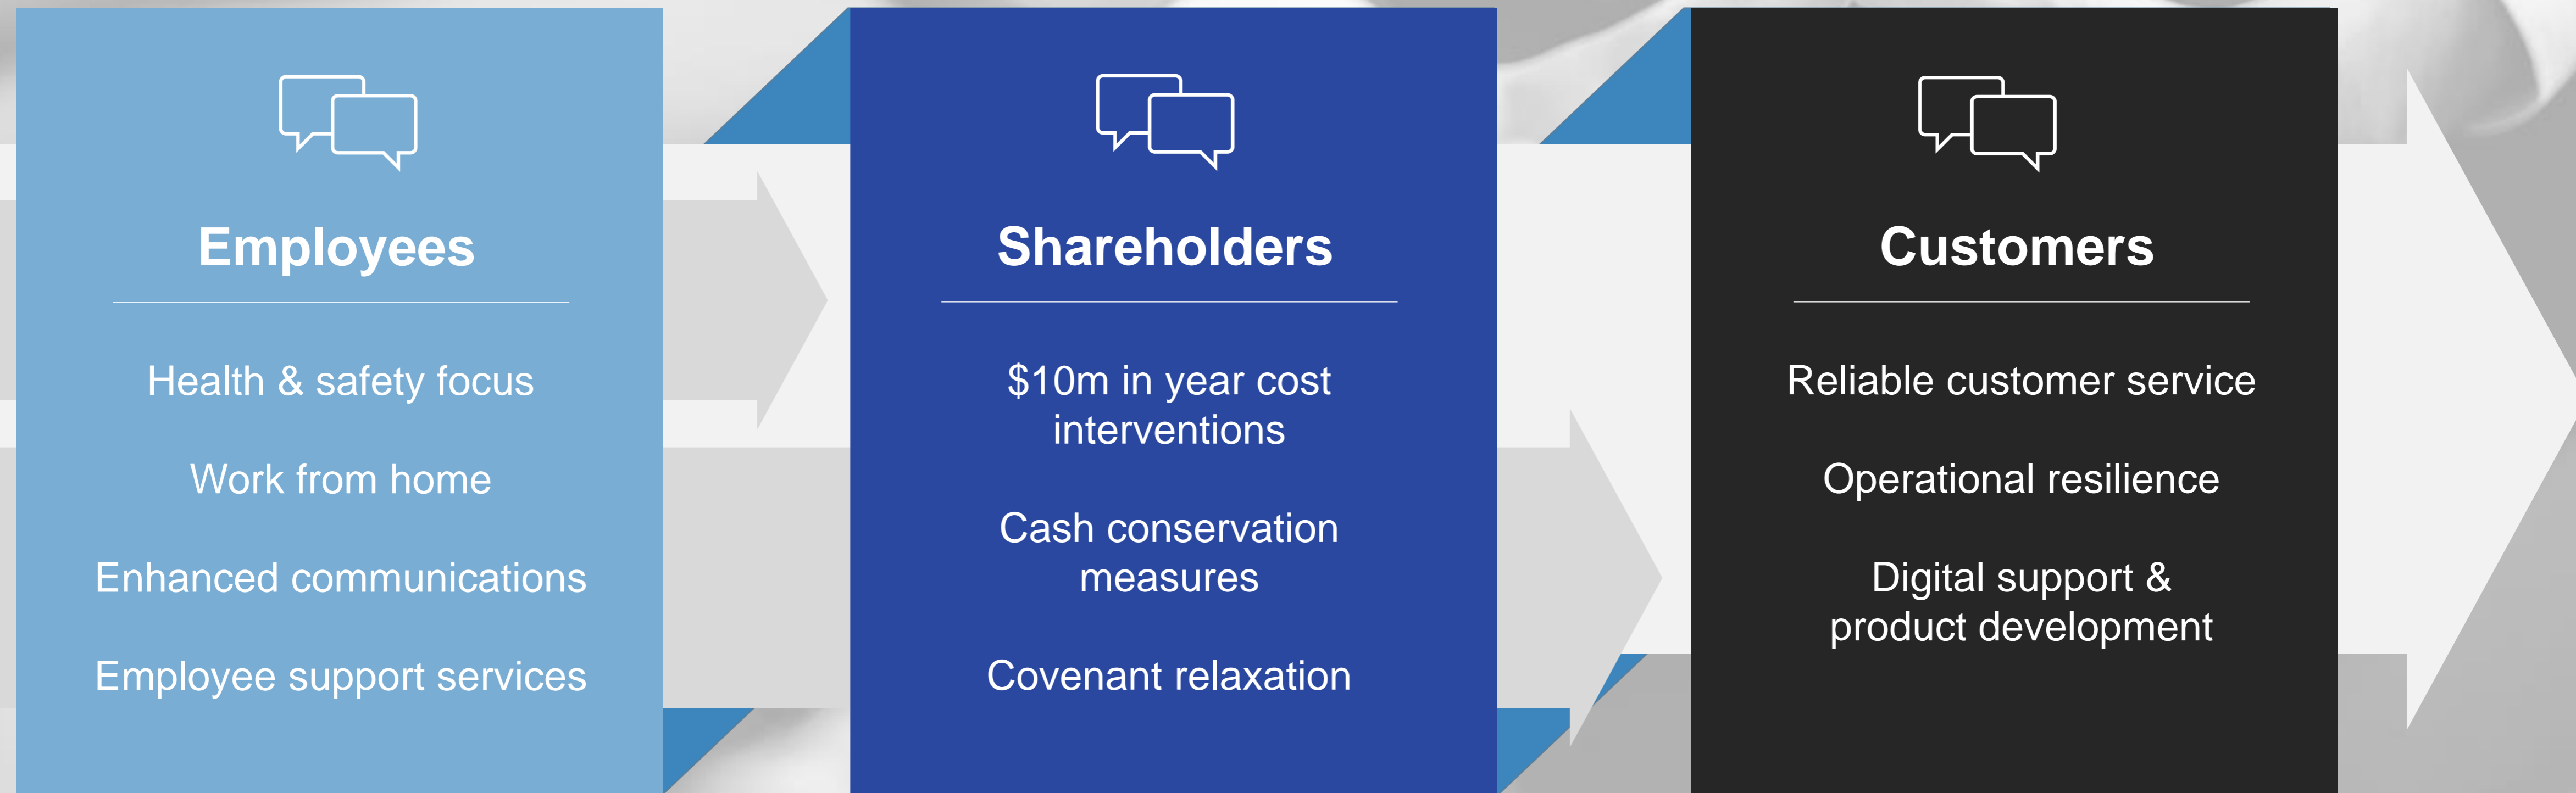 Employees
Health & safety focus
Work from home
Enhanced communications
Employee support services
Shareholders
$10m in year cost
interventions
Cash conservation
measures
Covenant relaxation
Customers
Reliable customer service
Operational resilience
Digital support &
product development